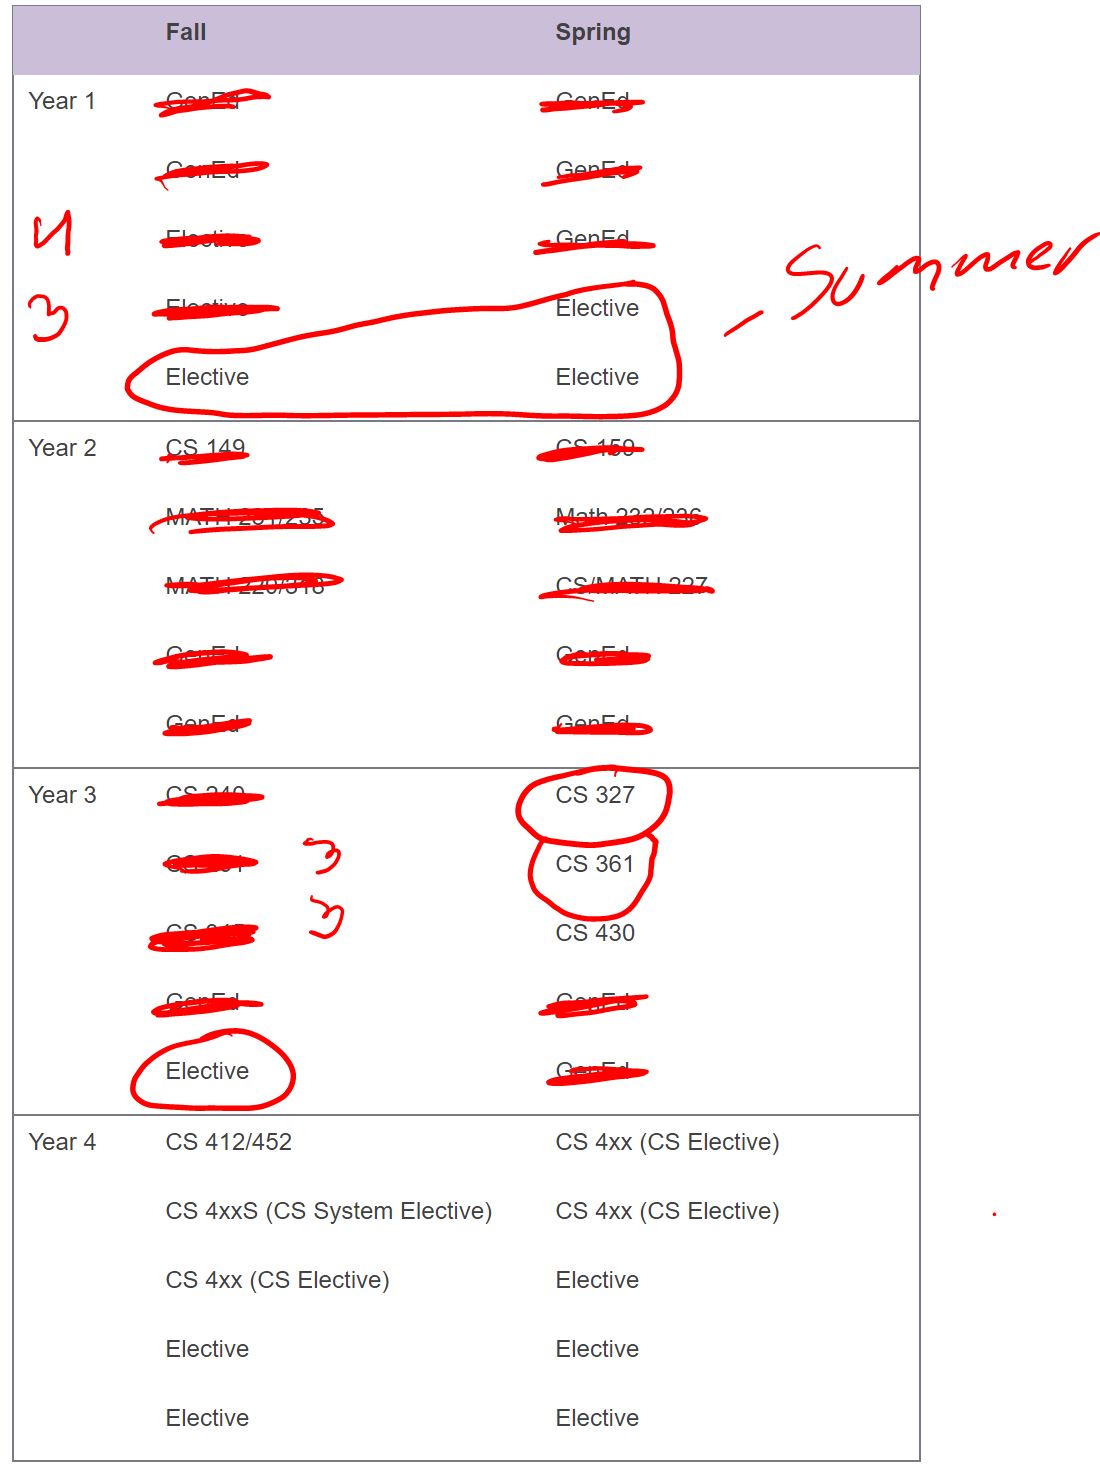 Fall Spring
Year 1 GenEd GenEd
GenEd GenEd
4 Elective GenEd
- Summer
3 Elective Elective
Elective Elective
Year 2 CS 149 CS 159
MATH 231/235 Math 232/236
MATH 220/318 CS/MATH 227
GenEd GenEd
GenEd GenEd
Year 3 CS 240 CS 327
3 CS 361
3 CS 430
GenEd GenEd
Elective GenEd
Year 4 CS 412/452 CS 4xx (CS Elective)
CS 4xxS (CS System Elective) CS 4xx (CS Elective)
CS 4xx (CS Elective) Elective
Elective Elective
Elective Elective